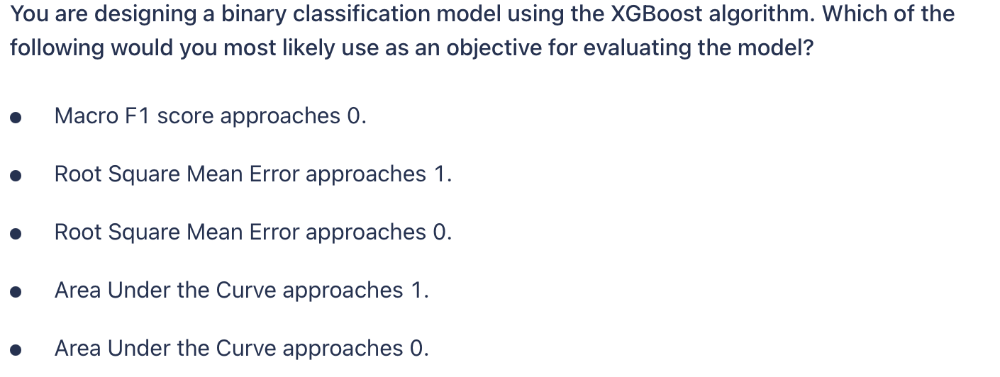 You are designing a binary classification model using the XGBoost algorithm. Which of the
following would you most likely use as an objective for evaluating the model?
● Macro F1 score approaches 0.
● Root Square Mean Error approaches 1.
● Root Square Mean Error approaches 0.
● Area Under the Curve approaches 1.
● Area Under the Curve approaches 0.